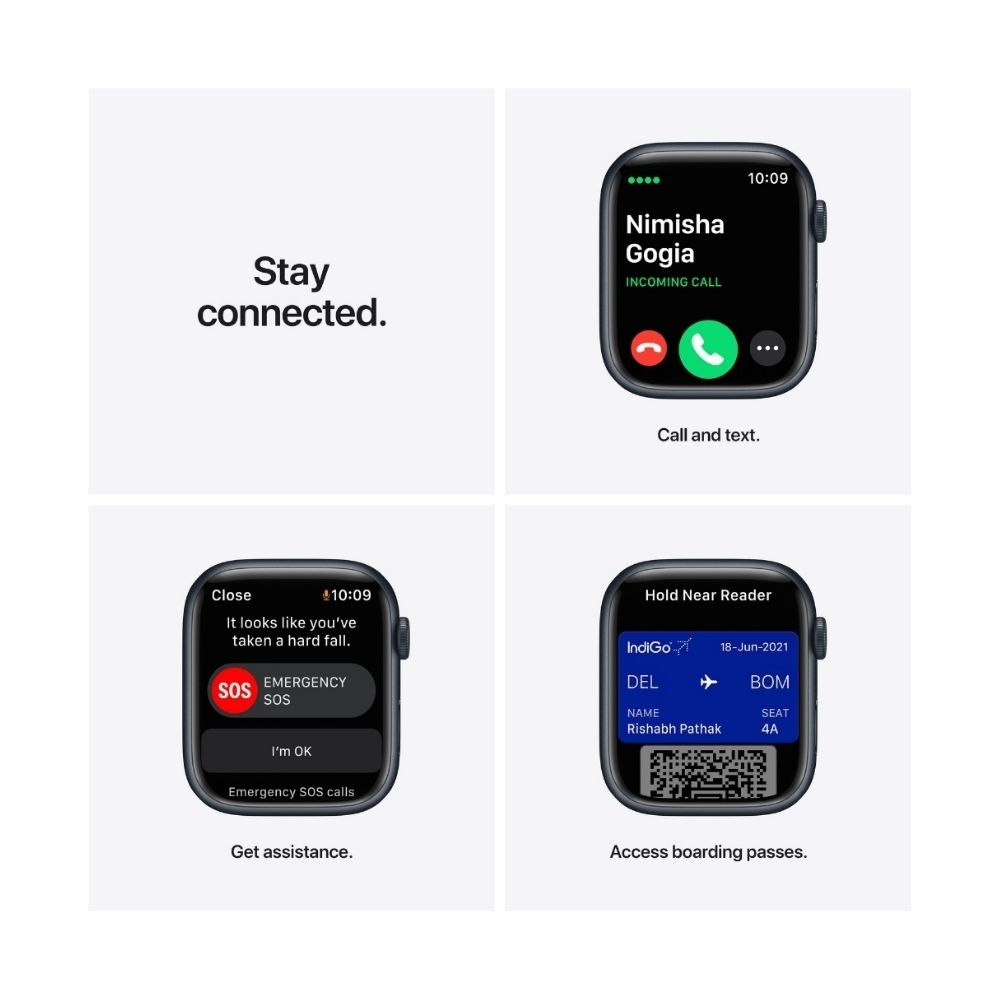 Stay
connected.
10:09
Nimisha
Gogia
INCOMING CALL
Call and text.
Close 10:09
It looks like you've
taken a hard fall.
SOS EMERGENCY
SOS
I'm OK
Emergency SOS calls
Get assistance.
Hold Near Reader
IndiGo 18-Jun-2021
DEL BOM
NAME SEAT
Rishabh Pathak 4A
Access boarding passes.